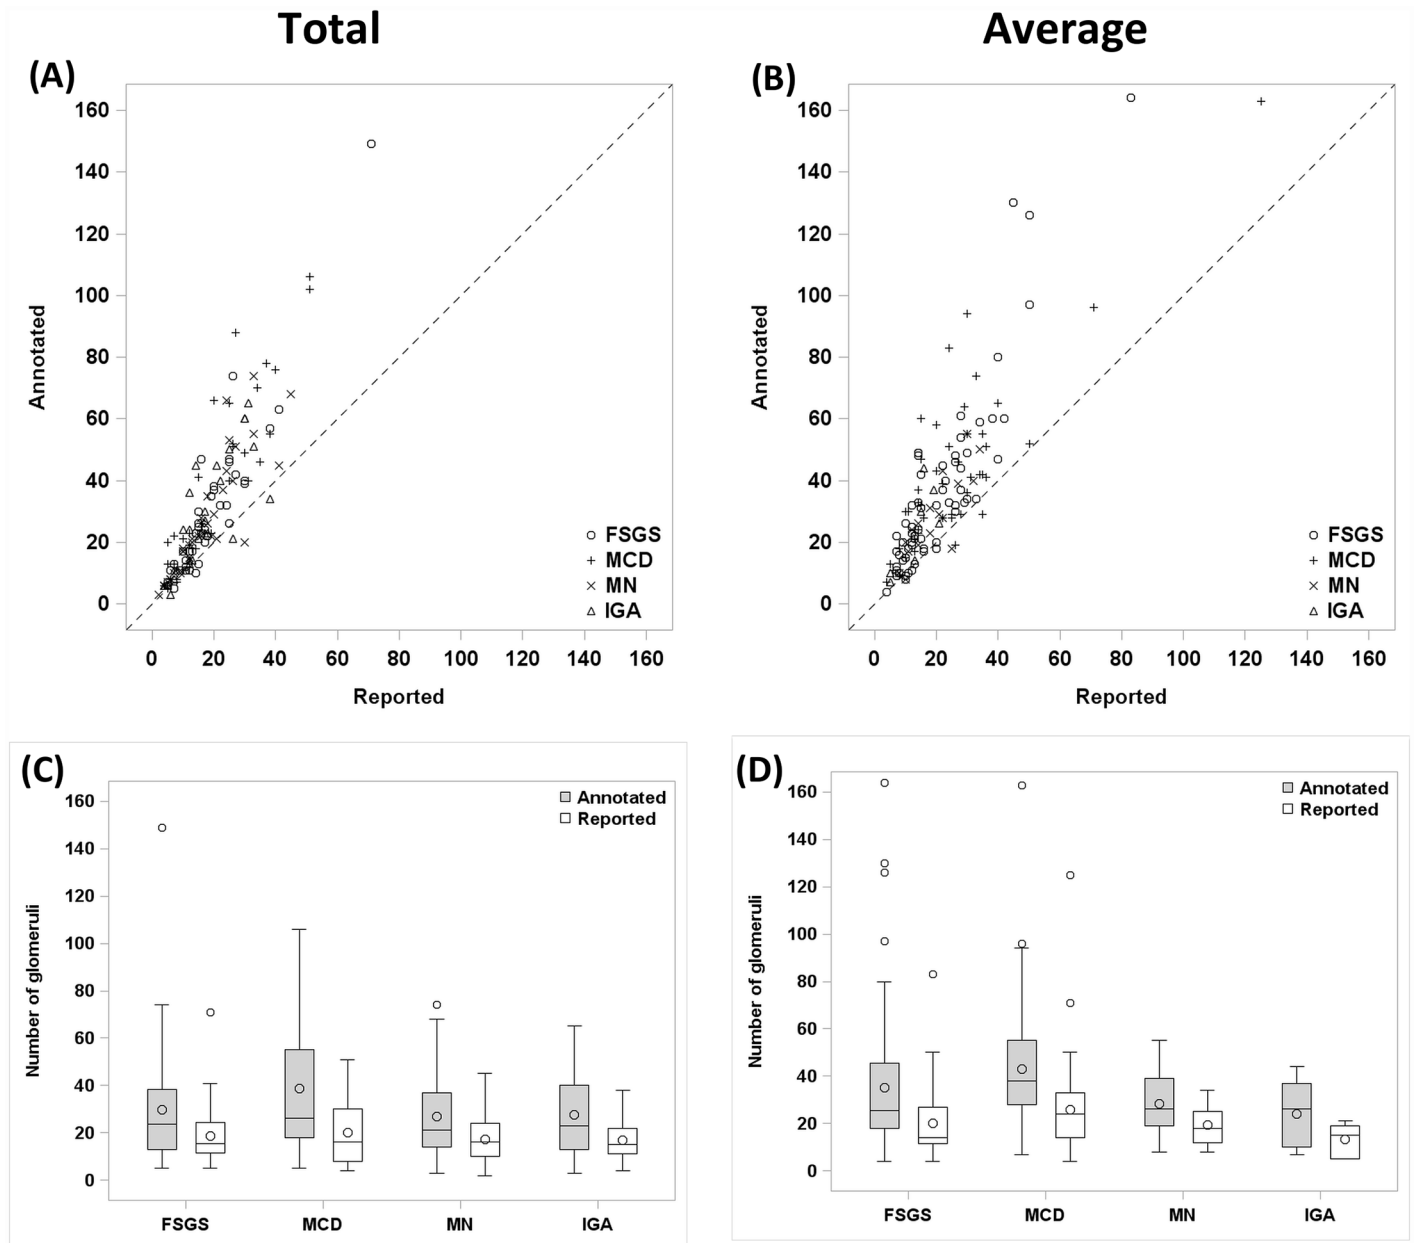 Total
Average
(A)
160
140
120
100
80
60
40
20
0
Annotated
FSGS
MCD
MN
IGA
0 20 40 60 80 100 120 140 160
Reported
(B)
160
140
120
100
80
60
40
20
0
Annotated
FSGS
MCD
MN
IGA
0 20 40 60 80 100 120 140 160
Reported
(C)
160
140
120
100
80
60
40
20
0
Number of glomeruli
Annotated
Reported
FSGS MCD MN IGA
(D)
160
140
120
100
80
60
40
20
0
Number of glomeruli
Annotated
Reported
FSGS MCD MN IGA